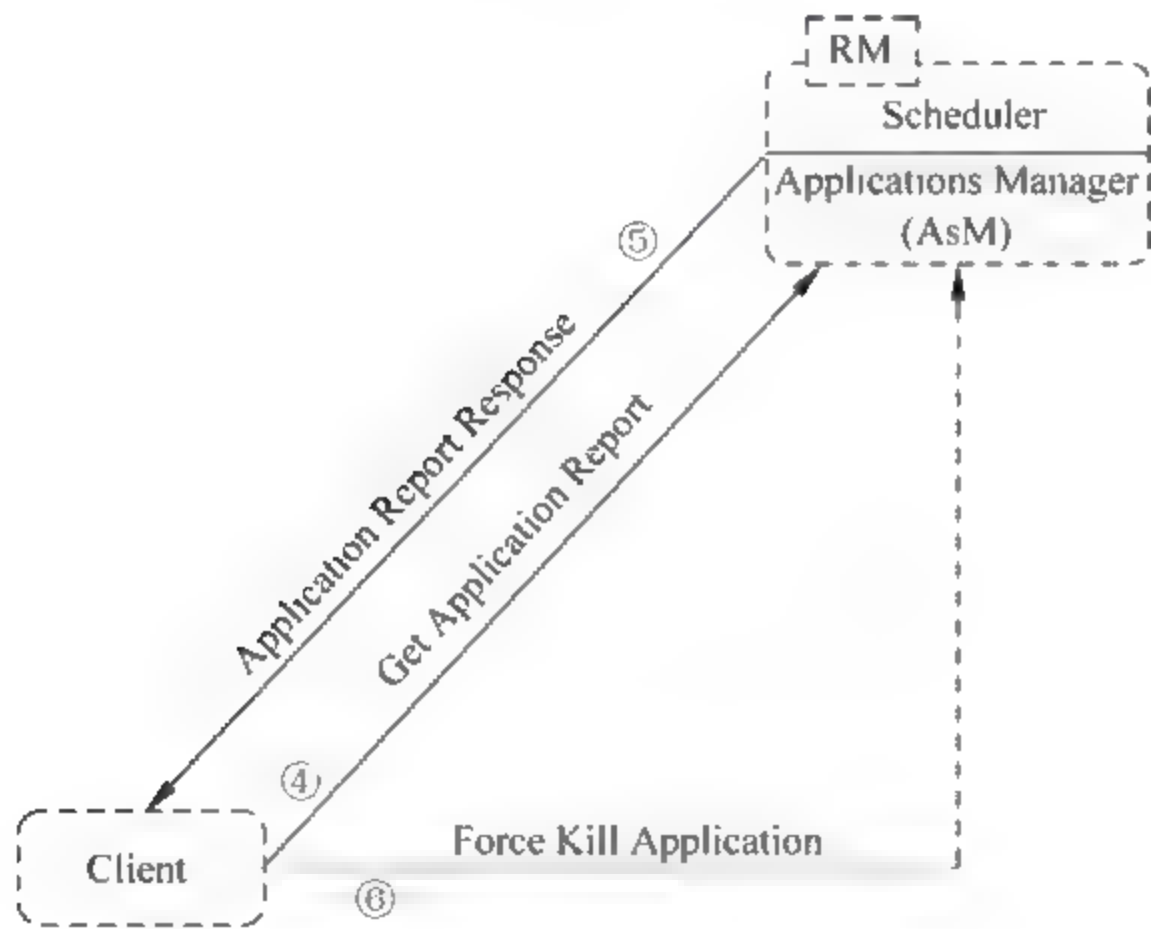 RM
Scheduler
Applications Manager
(AsM)
⑤
Application Report Response
Get Application Report
④
Client
Force Kill Application
⑥